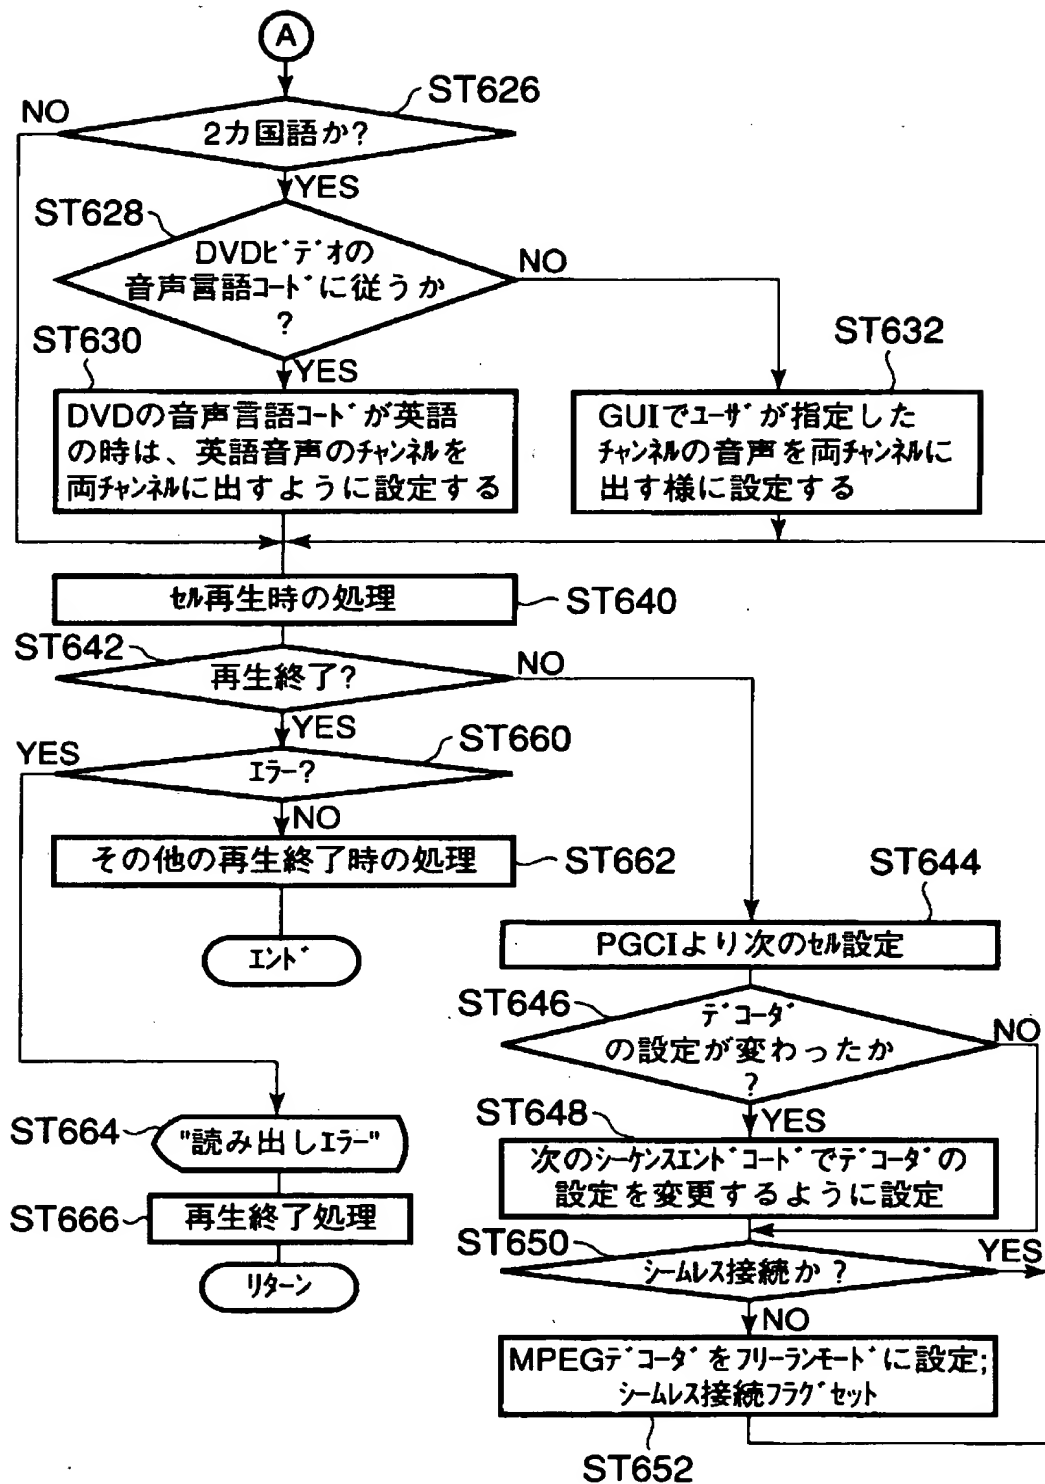 A
ST626
NO
2カ国語か?
YES
ST628
DVDビデオの
音声言語コードに従うか
?
NO
ST630
YES
ST632
DVDの音声言語コードが英語
の時は、英語音声のチャンネルを
両チャンネルに出すように設定する
GUIでユーザが指定した
チャンネルの音声を両チャンネルに
出す様に設定する
セル再生時の処理
ST640
ST642
再生終了?
NO
YES
YES
ST660
エラー?
NO
その他の再生終了時の処理
ST662
エンド
ST644
PGCIより次のセル設定
ST646
デコーダ
の設定が変わったか
?
NO
YES
ST648
次のシーケンスエンドコードでデコーダの
設定を変更するように設定
ST664
"読み出しエラー"
ST666
再生終了処理
リターン
ST650
シームレス接続か?
YES
NO
MPEGデコーダをフリーランモードに設定;
シームレス接続フラグセット
ST652